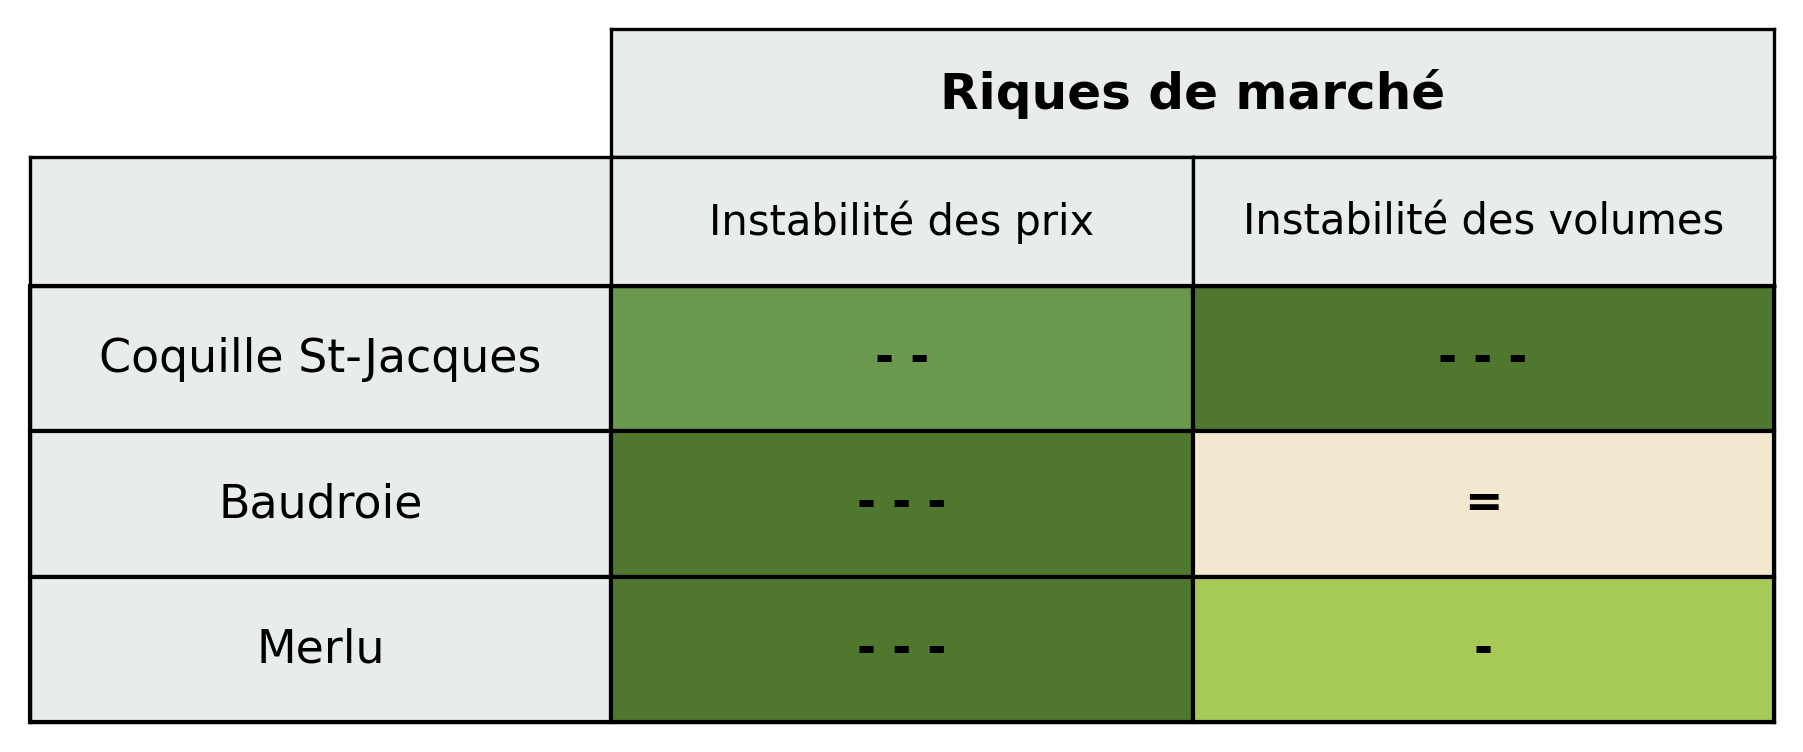 Riques de marché
Instabilité des prix Instabilité des volumes
Coquille St-Jacques - - - - -
Baudroie - - - =
Merlu - - - -